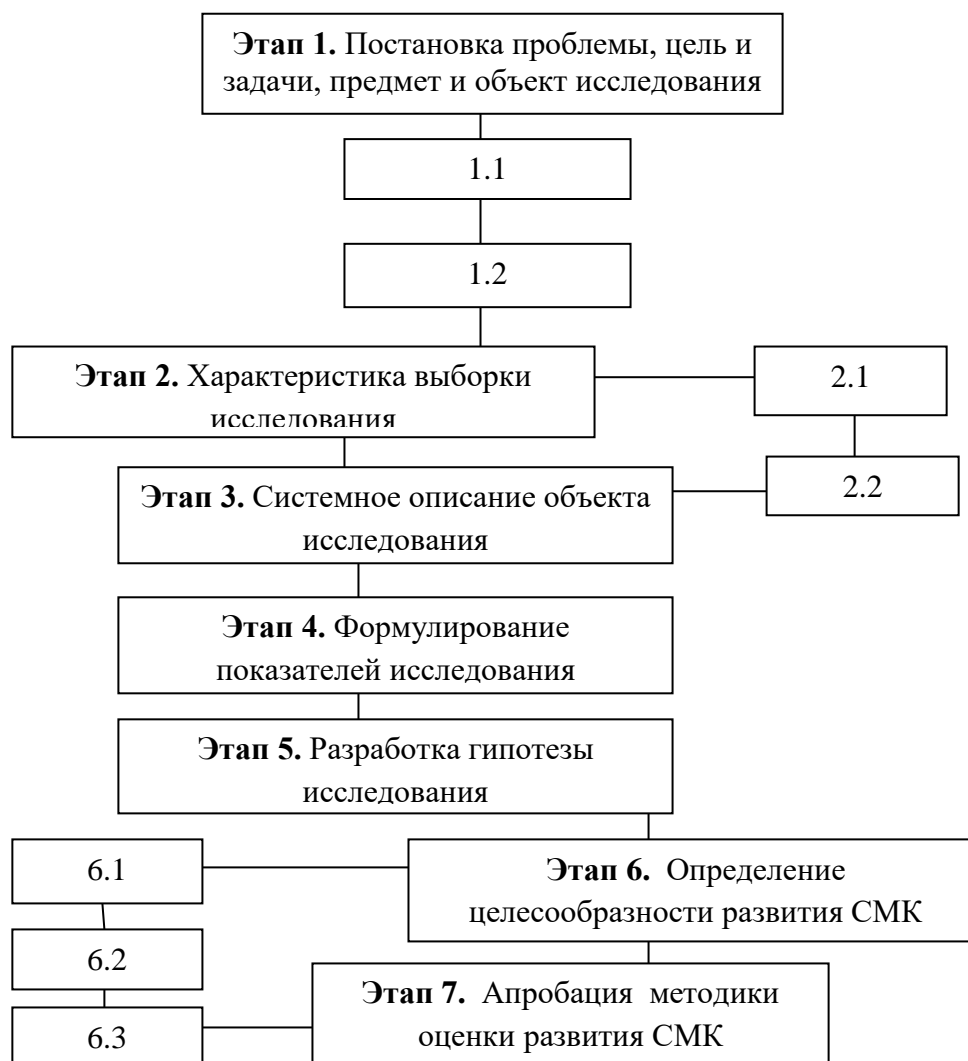 Этап 1. Постановка проблемы, цель и
задачи, предмет и объект исследования
1.1
1.2
Этап 2. Характеристика выборки
исследования
2.1
2.2
Этап 3. Системное описание объекта
исследования
Этап 4. Формулирование
показателей исследования
Этап 5. Разработка гипотезы
исследования
6.1
Этап 6. Определение
целесообразности развития СМК
6.2
6.3
Этап 7. Апробация методики
оценки развития СМК